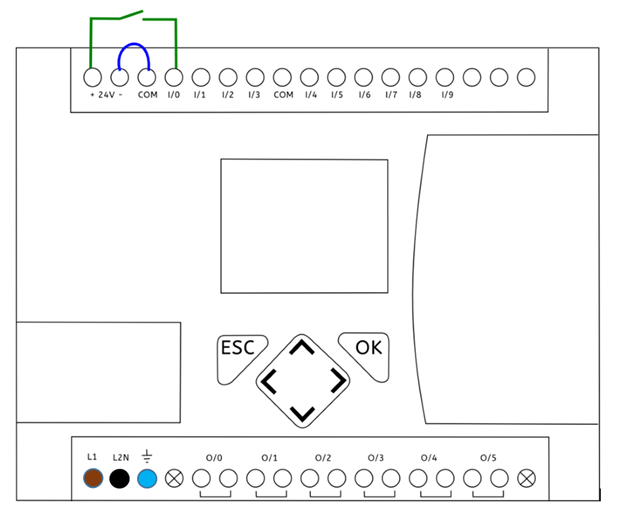 + 24V - COM I/0 I/1 I/2 I/3 COM I/4 I/5 I/6 I/7 I/8 I/9
ESC OK
L1 L2N O/0 O/1 O/2 O/3 O/4 O/5